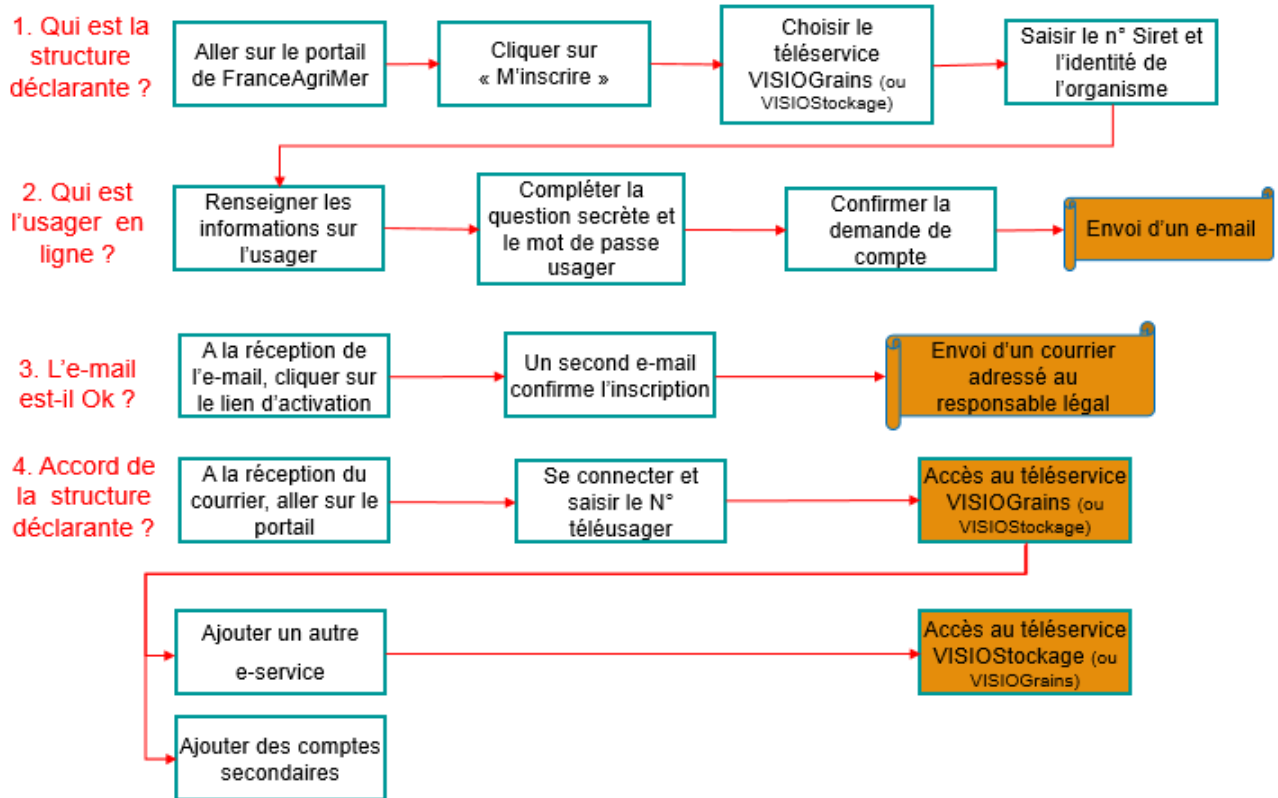 1. Qui est la
structure
déclarante ?
Aller sur le portail
de FranceAgriMer
Cliquer sur
« M’inscrire »
Choisir le
téléservice
VISIOGrains (ou
VISIOStockage)
Saisir le n° Siret et
l’identité de
l’organisme
2. Qui est
l’usager en
ligne ?
Renseigner les
informations sur
l’usager
Compléter la
question secrète et
le mot de passe
usager
Confirmer la
demande de
compte
Envoi d’un e-mail
3. L’e-mail
est-il Ok ?
A la réception de
l’e-mail, cliquer sur
le lien d’activation
Un second e-mail
confirme l’inscription
Envoi d’un courrier
adressé au
responsable légal
4. Accord de
la structure
déclarante ?
A la réception du
courrier, aller sur le
portail
Se connecter et
saisir le N°
téléusager
Accès au téléservice
VISIOGrains (ou
VISIOStockage)
Ajouter un autre
e-service
Accès au téléservice
VISIOStockage (ou
VISIOGrains)
Ajouter des comptes
secondaires